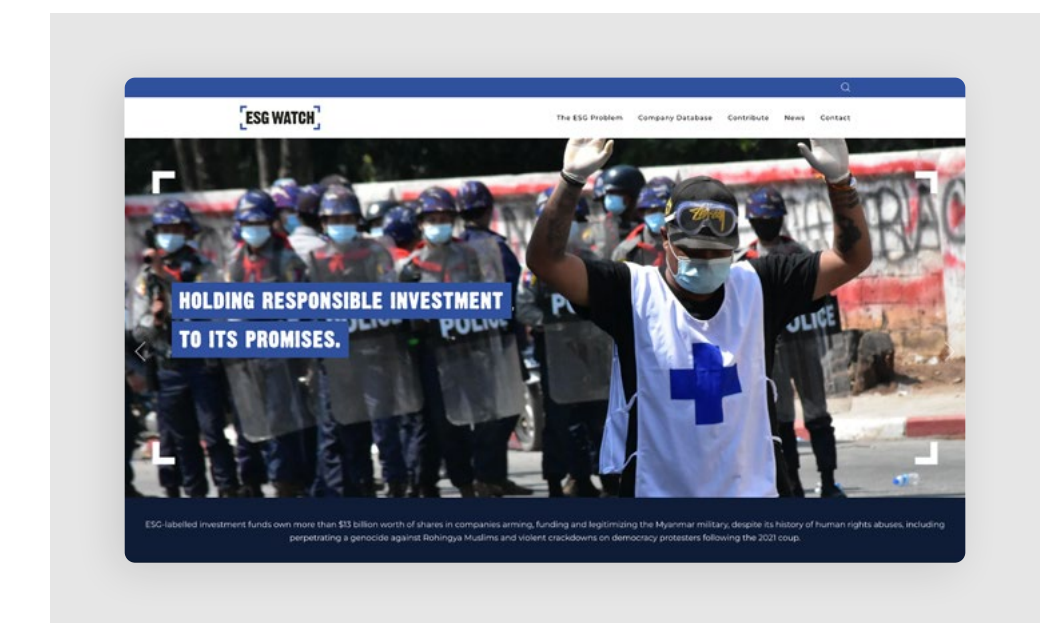 ESG WATCH
The ESG Problem Company Database Contribute News Contact
HOLDING RESPONSIBLE INVESTMENT
TO ITS PROMISES.
POLICE
ESG-labelled investment funds own more than $13 billion worth of shares in companies arming, funding and legitimizing the Myanmar military, despite its history of human rights abuses, including
perpetrating a genocide against Rohingya Muslims and violent crackdowns on democracy protesters following the 2021 coup.